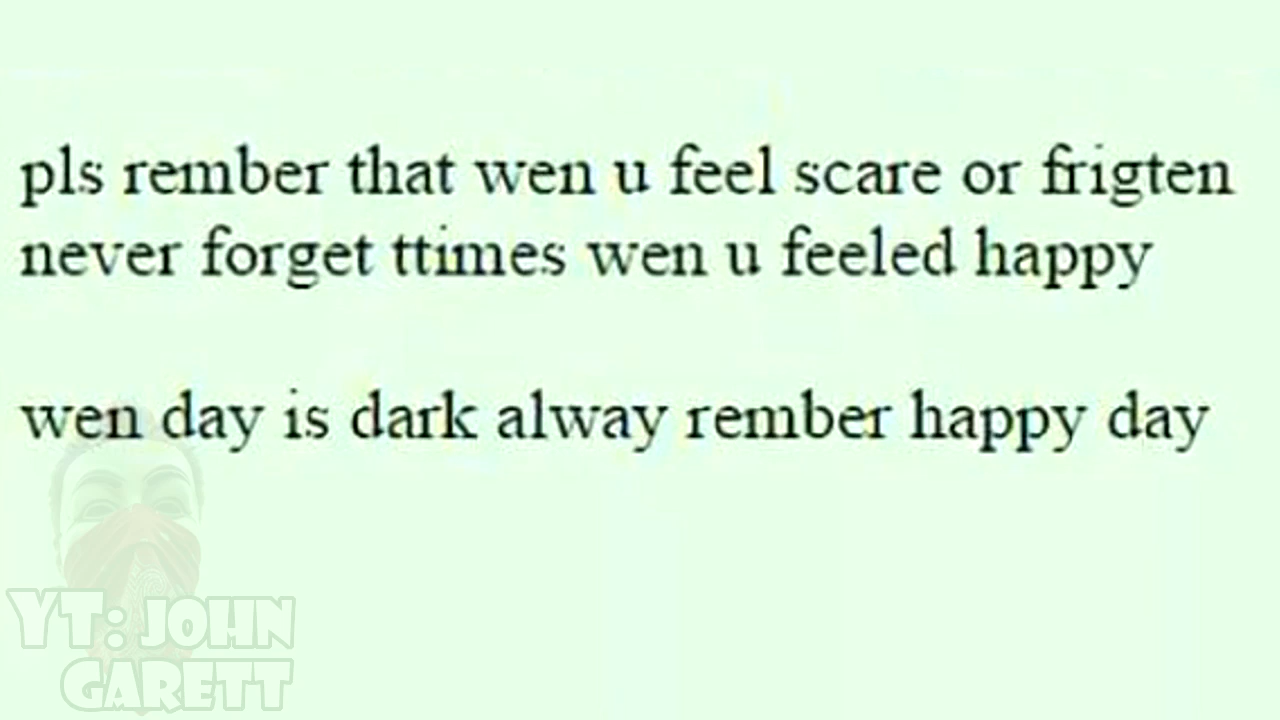 pls rember that wen u feel scare or frigten
never forget ttimes wen u feeled happy
wen day is dark alway rember happy day
YT: JOHN
GARETT